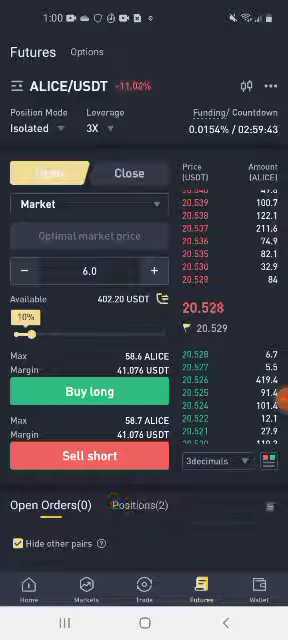 1:00
Futures Options
ALICE/USDT -11.04%
Position Mode Leverage Funding/ Countdown
Isolated 3X 0.0154% / 02:59:43
Open Close
Price (USDT) Amount (ALICE)
Market
Optimal market price
20.540 49.6
20.539 100.7
20.538 122.1
20.537 211.6
20.536 74.9
20.535 82.1
20.530 32.9
20.529 84
− 6.0 +
Available 402.20 USDT
10%
20.528
20.529
Max 58.6 ALICE
Margin 41.076 USDT
Buy long
Max 58.7 ALICE
Margin 41.076 USDT
Sell short
20.528 6.7
20.527 5.5
20.526 419.4
20.525 91.4
20.524 101.4
20.522 12.1
20.521 27.9
3decimals
Open Orders(0) Positions(2)
Hide other pairs
Home Markets Trade Futures Wallet